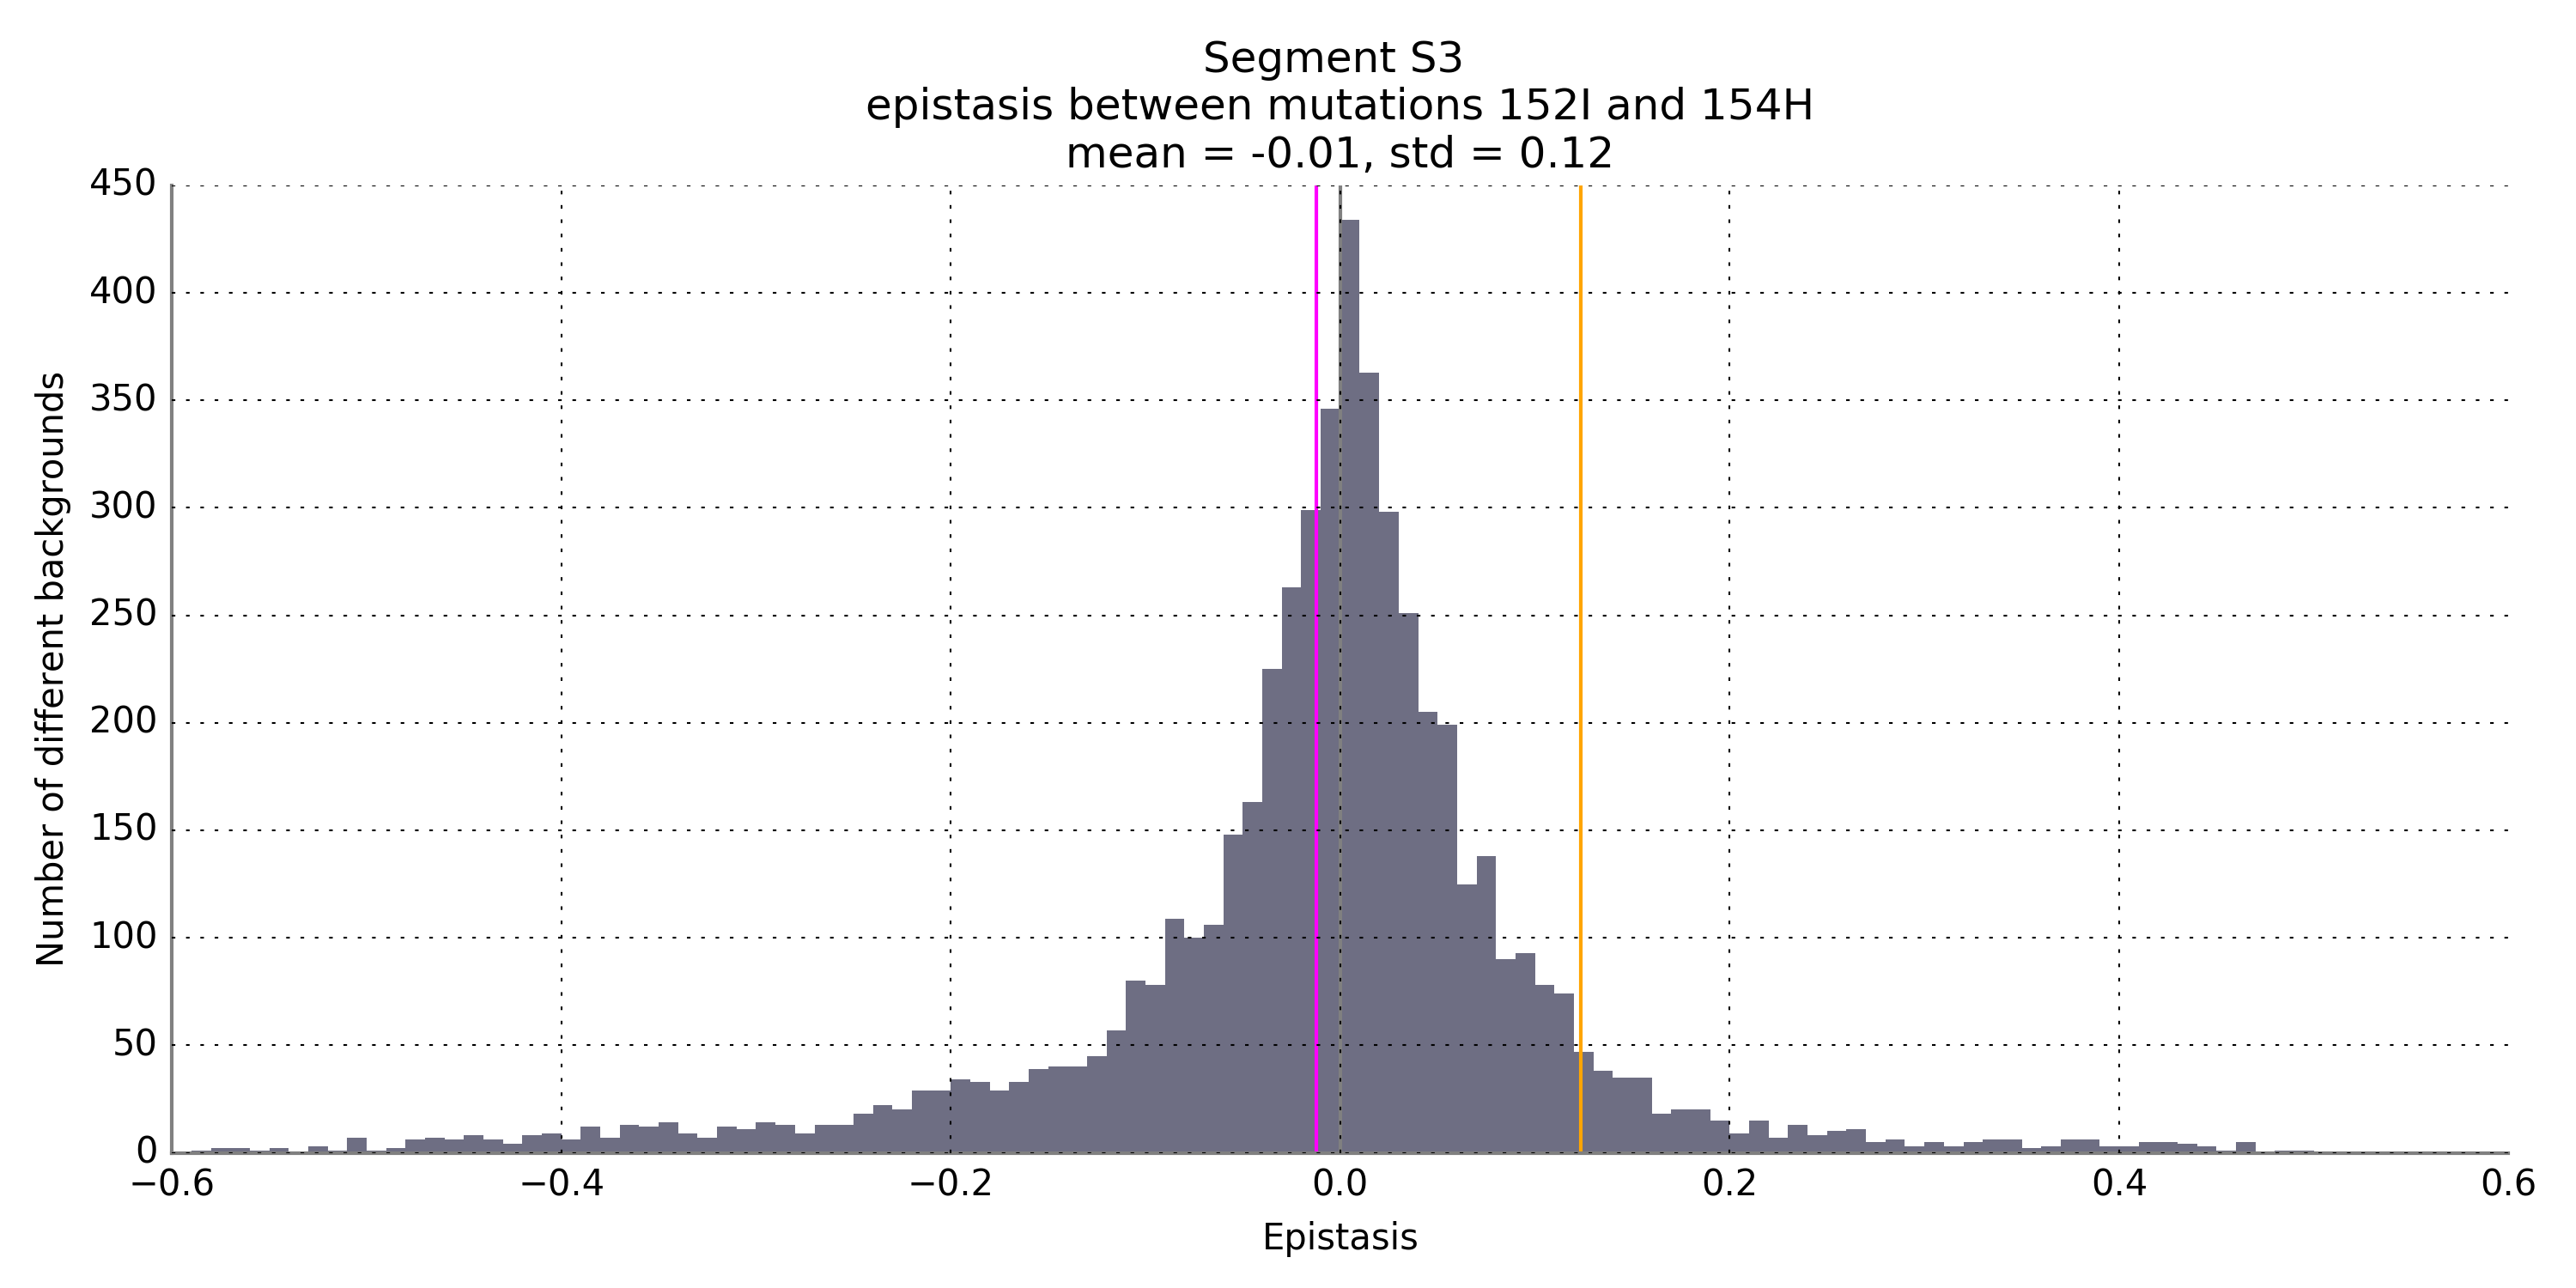 Segment S3
epistasis between mutations 152I and 154H
mean = -0.01, std = 0.12
450
400
350
300
250
200
150
100
50
0
Number of different backgrounds
−0.6 −0.4 −0.2 0.0 0.2 0.4 0.6
Epistasis